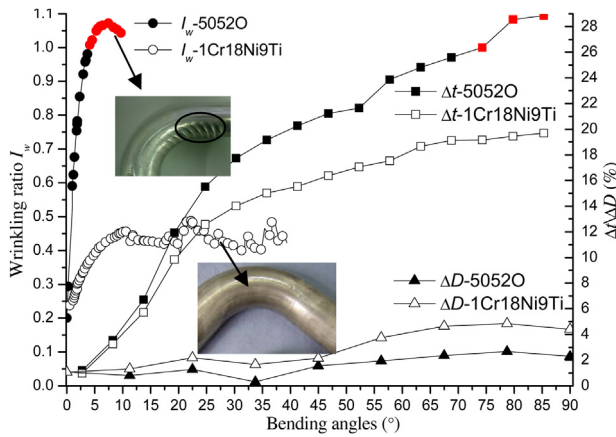 I_w-5052O
I_w-1Cr18Ni9Ti
Δt-5052O
Δt-1Cr18Ni9Ti
ΔD-5052O
ΔD-1Cr18Ni9Ti
Wrinkling ratio I_w
1.1
1.0
0.9
0.8
0.7
0.6
0.5
0.4
0.3
0.2
0.1
0.0
28
26
24
22
20
18
16
14
12
10
8
6
4
2
0
Δt/ΔD (%)
0 5 10 15 20 25 30 35 40 45 50 55 60 65 70 75 80 85 90
Bending angles (°)